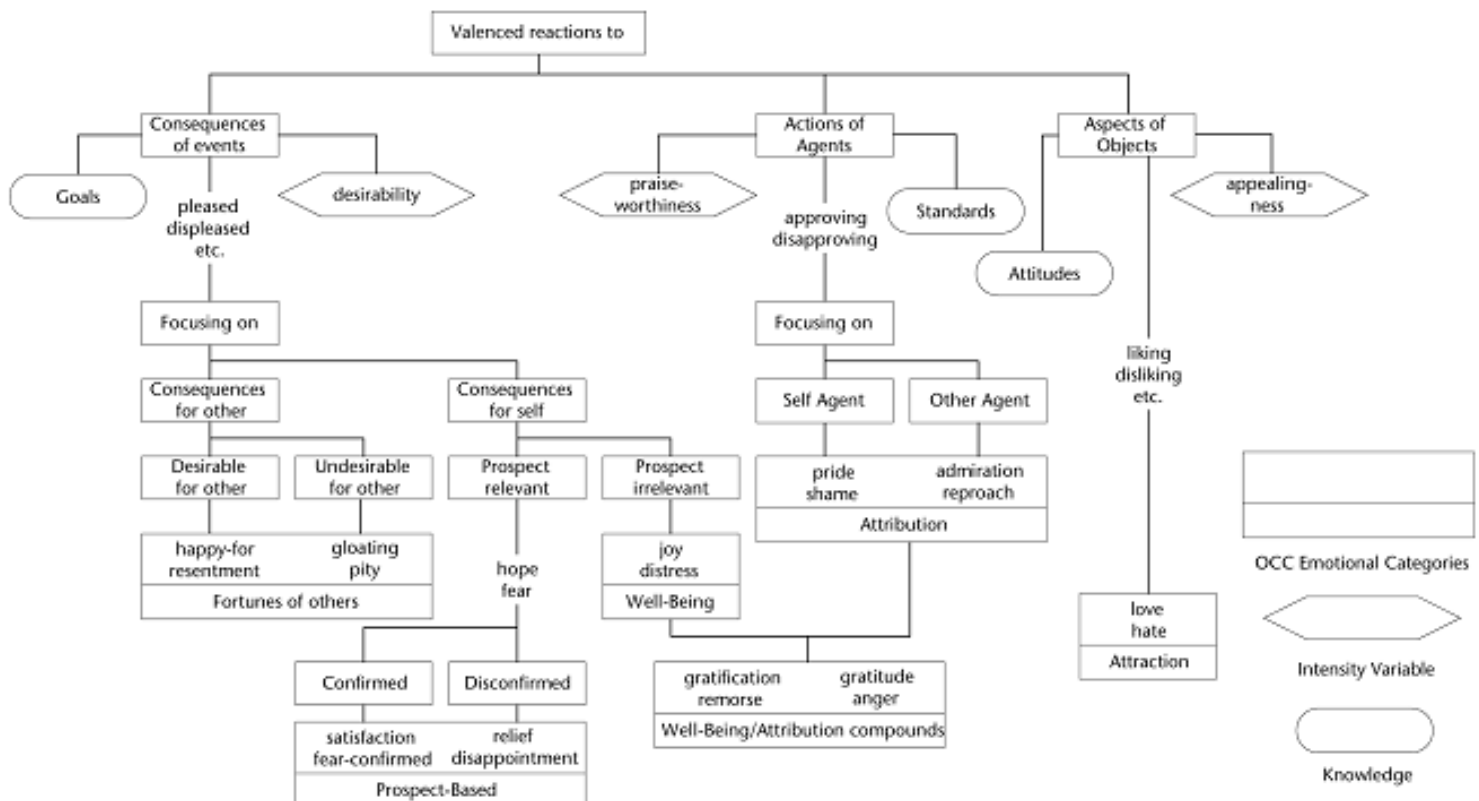 Valenced reactions to
Consequences
of events
Actions of
Agents
Aspects of
Objects
Goals
pleased
displeased
etc.
desirability
praise-
worthiness
approving
disapproving
Standards
Attitudes
appealing-
ness
Focusing on
Focusing on
liking
disliking
etc.
Consequences
for other
Consequences
for self
Self Agent
Other Agent
Desirable
for other
Undesirable
for other
Prospect
relevant
Prospect
irrelevant
pride
shame
admiration
reproach
Attribution
happy-for
resentment
gloating
pity
Fortunes of others
hope
fear
joy
distress
Well-Being
love
hate
Attraction
OCC Emotional Categories
Intensity Variable
Knowledge
Confirmed
Disconfirmed
gratification
remorse
gratitude
anger
Well-Being/Attribution compounds
satisfaction
fear-confirmed
relief
disappointment
Prospect-Based